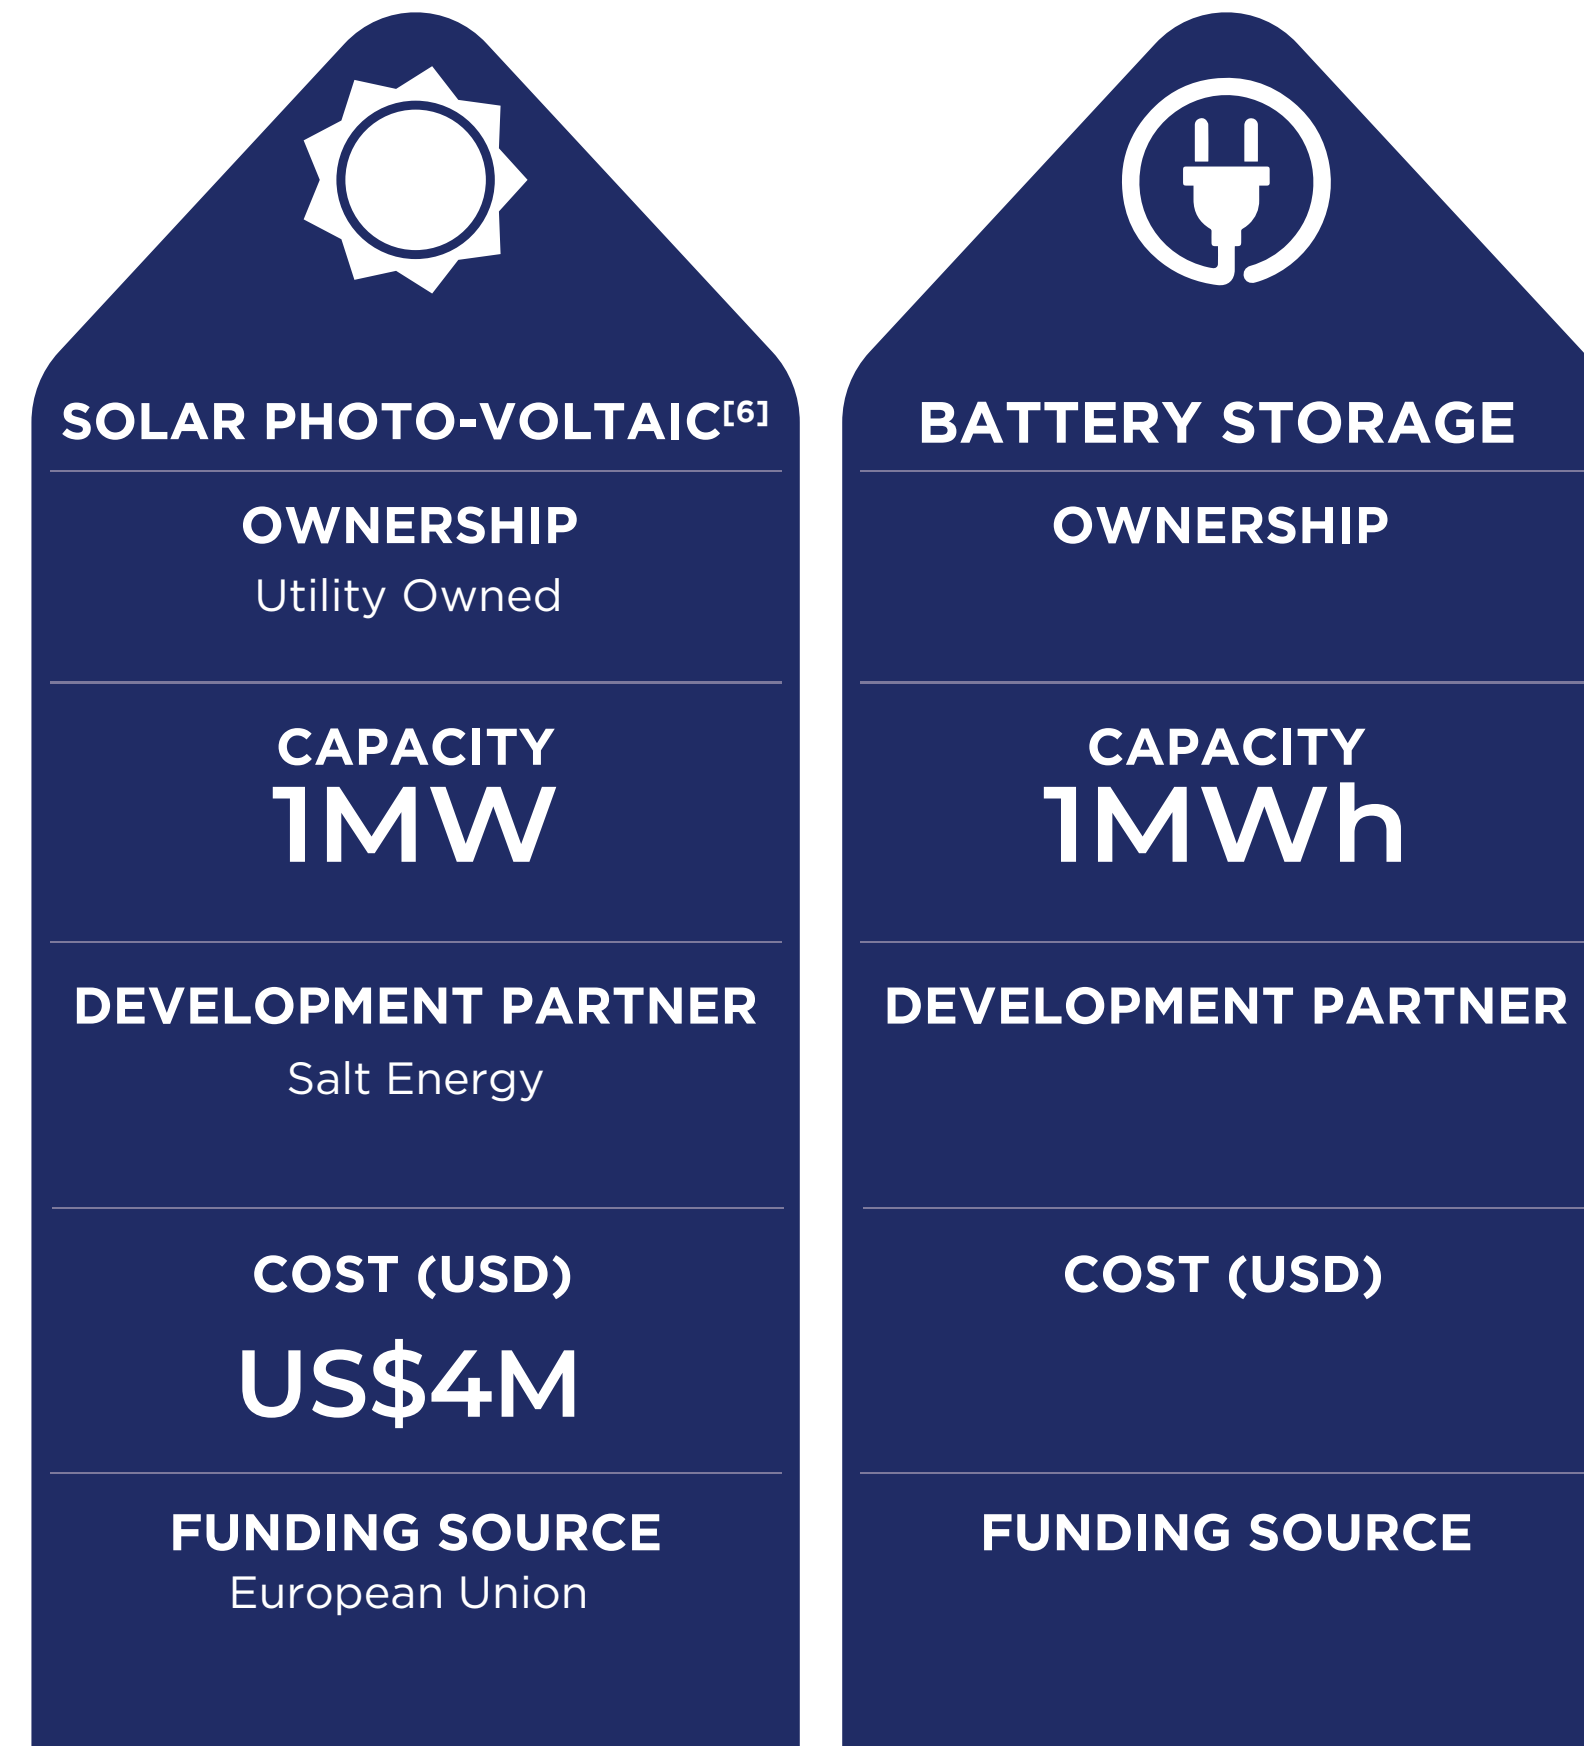 SOLAR PHOTO-VOLTAIC[6]
OWNERSHIP
Utility Owned
CAPACITY
1MW
DEVELOPMENT PARTNER
Salt Energy
COST (USD)
US$4M
FUNDING SOURCE
European Union
BATTERY STORAGE
OWNERSHIP
CAPACITY
1MWh
DEVELOPMENT PARTNER
COST (USD)
FUNDING SOURCE